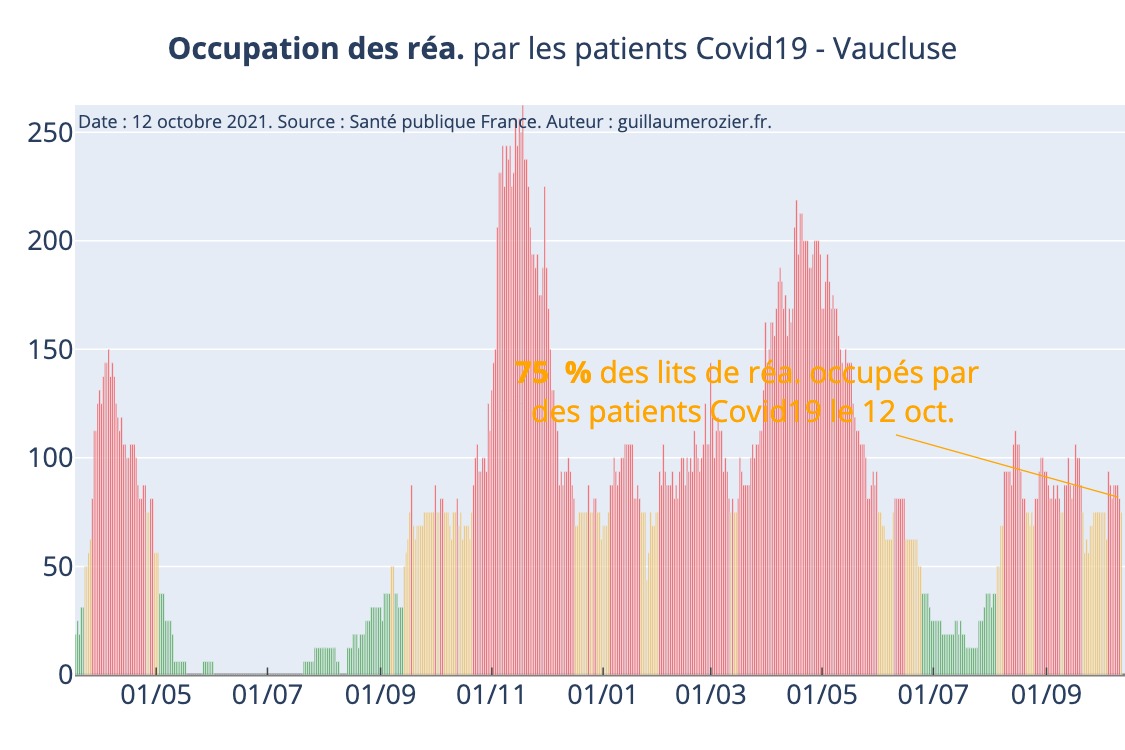 Occupation des réa. par les patients Covid19 - Vaucluse
Date : 12 octobre 2021. Source : Santé publique France. Auteur : guillaumerozier.fr.
250
200
150
75 % des lits de réa. occupés par
des patients Covid19 le 12 oct.
100
50
0
01/05 01/07 01/09 01/11 01/01 01/03 01/05 01/07 01/09